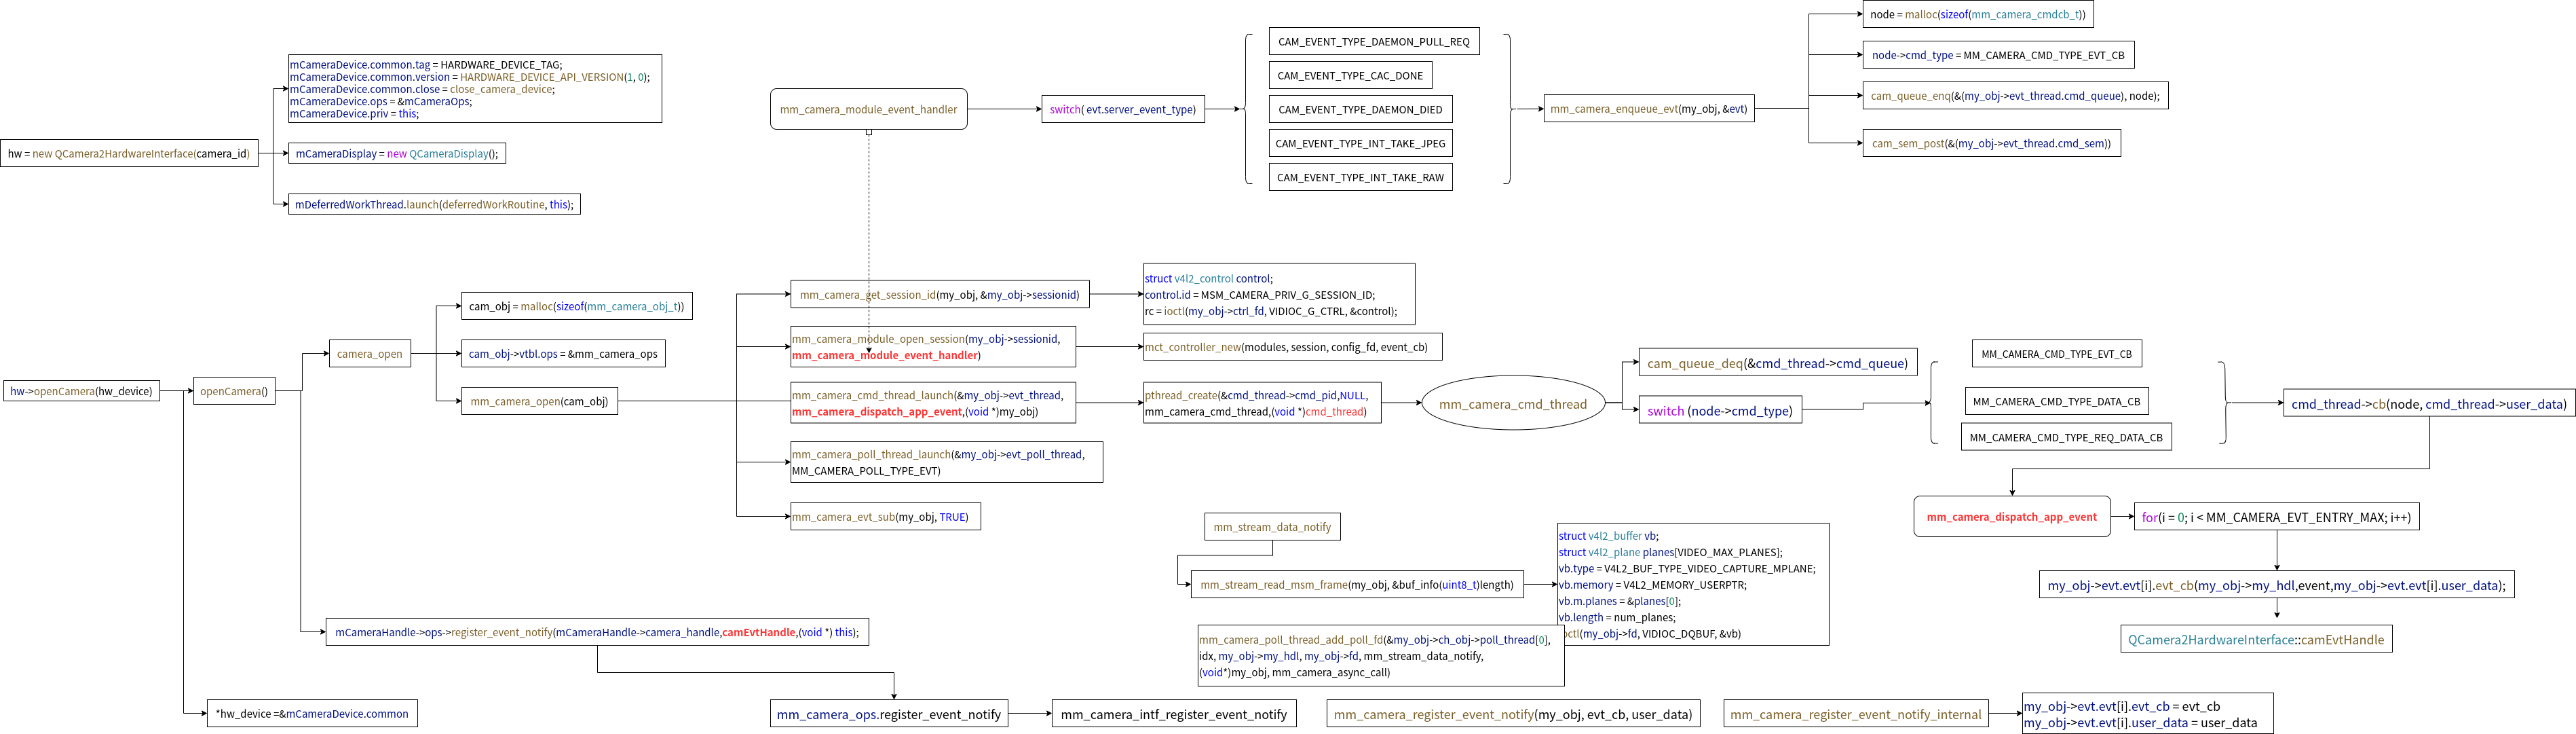 hw = new QCamera2HardwareInterface(camera_id)
mCameraDevice.common.tag = HARDWARE_DEVICE_TAG;
mCameraDevice.common.version = HARDWARE_DEVICE_API_VERSION(1, 0);
mCameraDevice.common.close = close_camera_device;
mCameraDevice.ops = &mCameraOps;
mCameraDevice.priv = this;
mCameraDisplay = new QCameraDisplay();
mDeferredWorkThread.launch(deferredWorkRoutine, this);
mm_camera_module_event_handler
switch( evt.server_event_type)
CAM_EVENT_TYPE_DAEMON_PULL_REQ
CAM_EVENT_TYPE_CAC_DONE
CAM_EVENT_TYPE_DAEMON_DIED
CAM_EVENT_TYPE_INT_TAKE_JPEG
CAM_EVENT_TYPE_INT_TAKE_RAW
mm_camera_enqueue_evt(my_obj, &evt)
node = malloc(sizeof(mm_camera_cmdcb_t))
node->cmd_type = MM_CAMERA_CMD_TYPE_EVT_CB
cam_queue_enq(&(my_obj->evt_thread.cmd_queue), node);
cam_sem_post(&(my_obj->evt_thread.cmd_sem))
hw->openCamera(hw_device)
openCamera()
camera_open
cam_obj = malloc(sizeof(mm_camera_obj_t))
cam_obj->vtbl.ops = &mm_camera_ops
mm_camera_open(cam_obj)
mm_camera_get_session_id(my_obj, &my_obj->sessionid)
struct v4l2_control control;
control.id = MSM_CAMERA_PRIV_G_SESSION_ID;
rc = ioctl(my_obj->ctrl_fd, VIDIOC_G_CTRL, &control);
mm_camera_module_open_session(my_obj->sessionid,
mm_camera_module_event_handler)
mct_controller_new(modules, session, config_fd, event_cb)
mm_camera_cmd_thread_launch(&my_obj->evt_thread,
mm_camera_dispatch_app_event,(void *)my_obj)
pthread_create(&cmd_thread->cmd_pid,NULL,
mm_camera_cmd_thread,(void *)cmd_thread)
mm_camera_cmd_thread
cam_queue_deq(&cmd_thread->cmd_queue)
switch (node->cmd_type)
MM_CAMERA_CMD_TYPE_EVT_CB
MM_CAMERA_CMD_TYPE_DATA_CB
MM_CAMERA_CMD_TYPE_REQ_DATA_CB
cmd_thread->cb(node, cmd_thread->user_data)
mm_camera_poll_thread_launch(&my_obj->evt_poll_thread,
MM_CAMERA_POLL_TYPE_EVT)
mm_camera_evt_sub(my_obj, TRUE)
mm_camera_dispatch_app_event
for(i = 0; i < MM_CAMERA_EVT_ENTRY_MAX; i++)
my_obj->evt.evt[i].evt_cb(my_obj->my_hdl,event,my_obj->evt.evt[i].user_data);
QCamera2HardwareInterface::camEvtHandle
mm_stream_data_notify
mm_stream_read_msm_frame(my_obj, &buf_info(uint8_t)length)
struct v4l2_buffer vb;
struct v4l2_plane planes[VIDEO_MAX_PLANES];
vb.type = V4L2_BUF_TYPE_VIDEO_CAPTURE_MPLANE;
vb.memory = V4L2_MEMORY_USERPTR;
vb.m.planes = &planes[0];
vb.length = num_planes;
octl(my_obj->fd, VIDIOC_DQBUF, &vb)
mm_camera_poll_thread_add_poll_fd(&my_obj->ch_obj->poll_thread[0],
idx, my_obj->my_hdl, my_obj->fd, mm_stream_data_notify,
(void*)my_obj, mm_camera_async_call)
mCameraHandle->ops->register_event_notify(mCameraHandle->camera_handle,camEvtHandle,(void *) this);
*hw_device =&mCameraDevice.common
mm_camera_ops.register_event_notify
mm_camera_intf_register_event_notify
mm_camera_register_event_notify(my_obj, evt_cb, user_data)
mm_camera_register_event_notify_internal
my_obj->evt.evt[i].evt_cb = evt_cb
my_obj->evt.evt[i].user_data = user_data